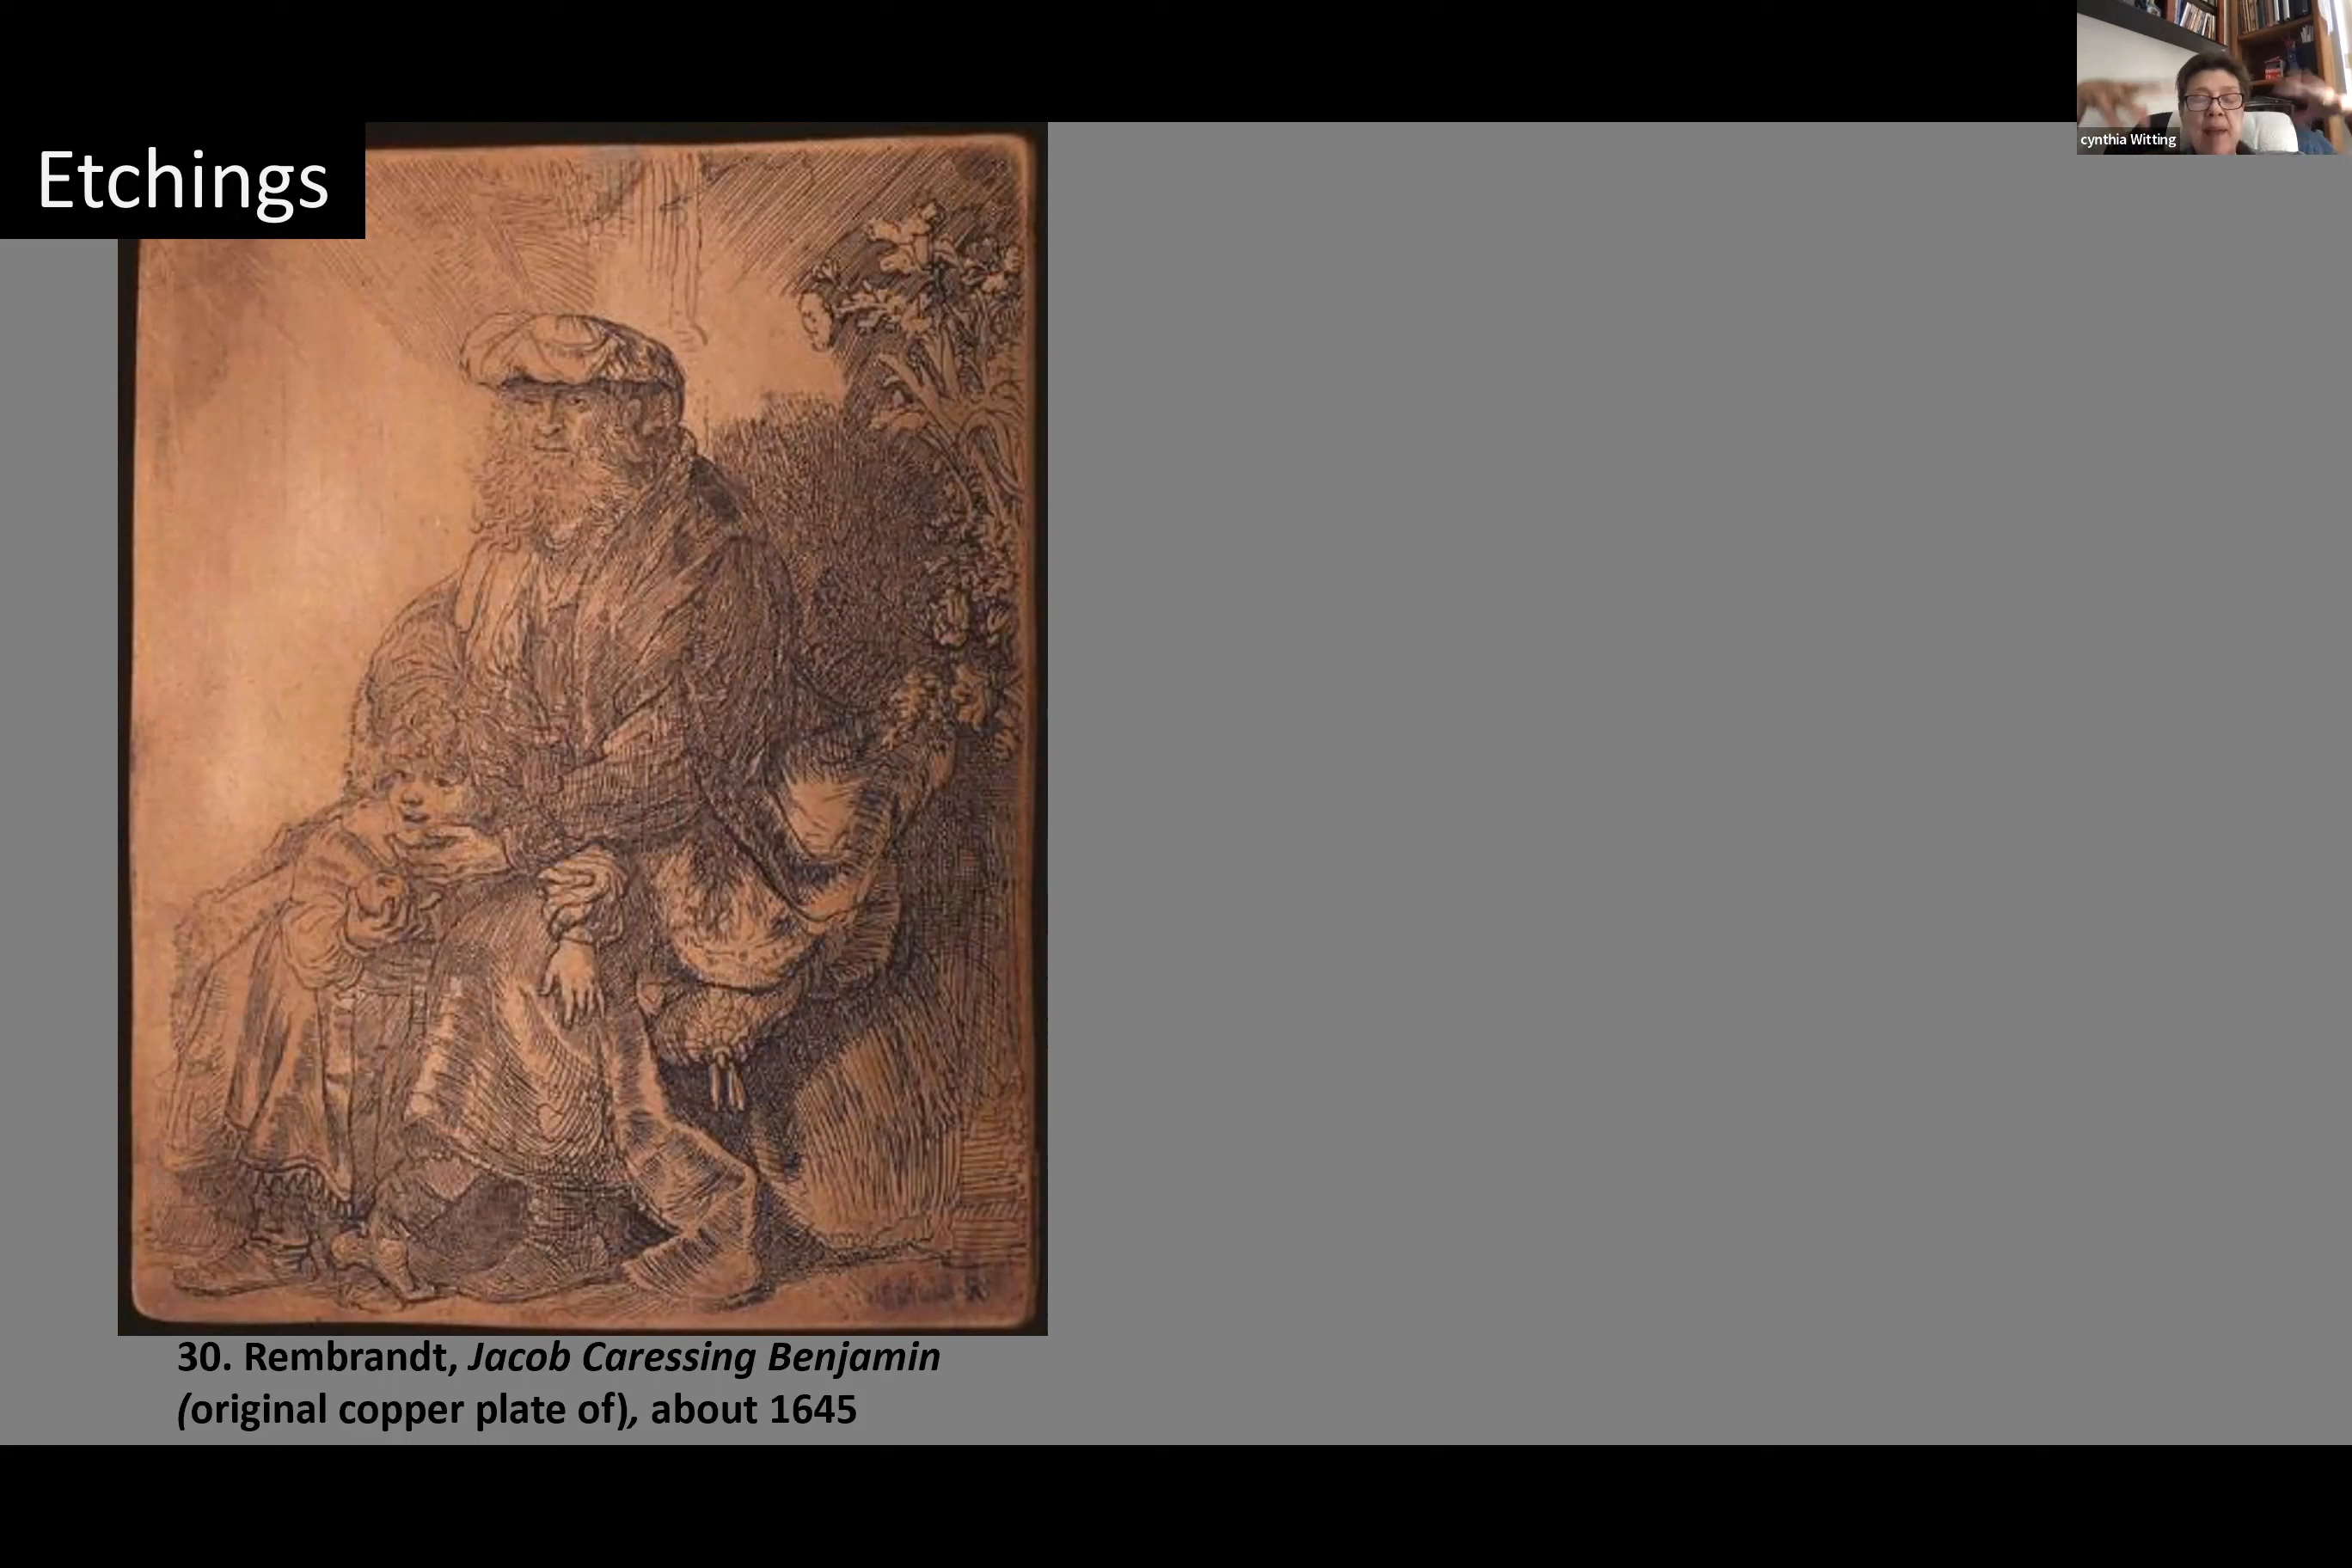 Etchings
cynthia Witting
30. Rembrandt, Jacob Caressing Benjamin
(original copper plate of), about 1645